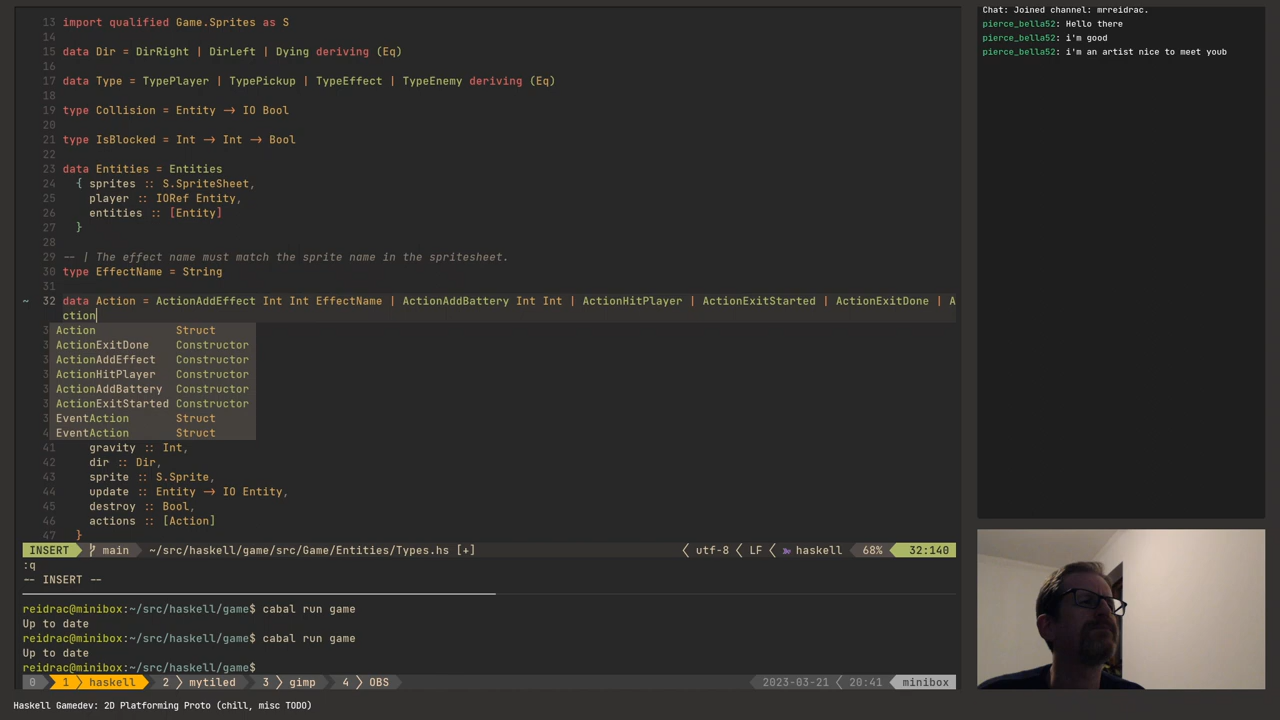 13 import qualified Game.Sprites as S
14
15 data Dir = DirRight | DirLeft | Dying deriving (Eq)
16
17 data Type = TypePlayer | TypePickup | TypeEffect | TypeEnemy deriving (Eq)
18
19 type Collision = Entity → IO Bool
20
21 type IsBlocked = Int → Int → Bool
22
23 data Entities = Entities
24 { sprites :: S.SpriteSheet,
25 player :: IORef Entity,
26 entities :: [Entity]
27 }
28
29 -- | The effect name must match the sprite name in the spritesheet.
30 type EffectName = String
31
~ 32 data Action = ActionAddEffect Int Int EffectName | ActionAddBattery Int Int | ActionHitPlayer | ActionExitStarted | ActionExitDone | A
ction
3 Action Struct
3 ActionExitDone Constructor
3 ActionAddEffect Constructor
3 ActionHitPlayer Constructor
3 ActionAddBattery Constructor
3 ActionExitStarted Constructor
3 EventAction Struct
4 EventAction Struct
41 gravity :: Int,
42 dir :: Dir,
43 sprite :: S.Sprite,
44 update :: Entity → IO Entity,
45 destroy :: Bool,
46 actions :: [Action]
47 }
INSERT main ~/src/haskell/game/src/Game/Entities/Types.hs [+] utf-8 LF haskell 68% 32:140
:q
-- INSERT --
reidrac@minibox:~/src/haskell/game$ cabal run game
Up to date
reidrac@minibox:~/src/haskell/game$ cabal run game
Up to date
reidrac@minibox:~/src/haskell/game$
0 1 haskell 2 mytiled 3 gimp 4 OBS 2023-03-21 20:41 minibox
Haskell Gamedev: 2D Platforming Proto (chill, misc TODO)
Chat: Joined channel: mrreidrac.
pierce_bella52: Hello there
pierce_bella52: i'm good
pierce_bella52: i'm an artist nice to meet youb